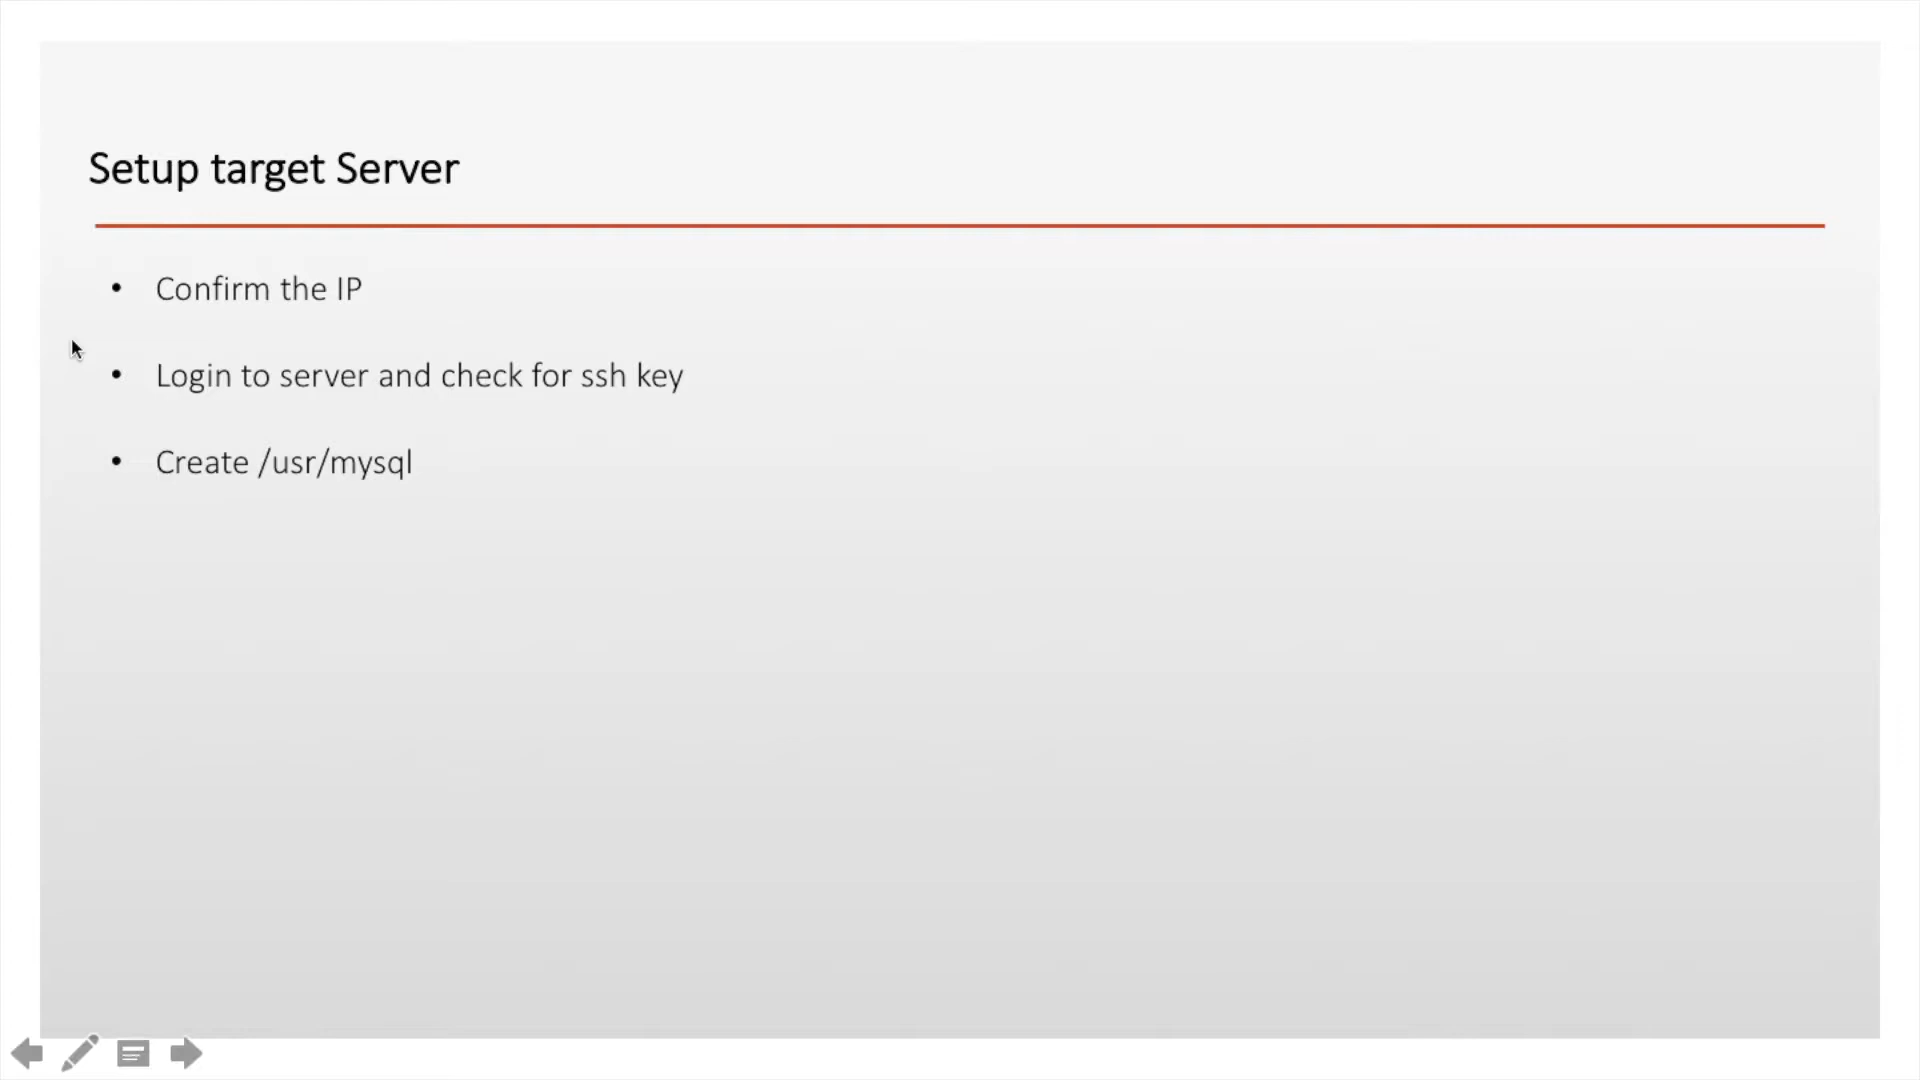 Setup target Server
• Confirm the IP
• Login to server and check for ssh key
• Create /usr/mysql